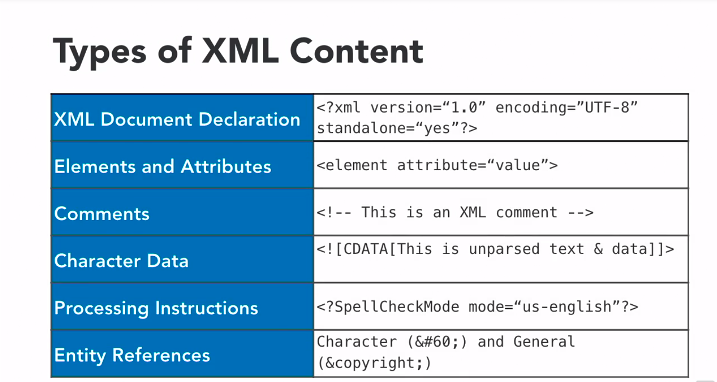 Types of XML Content
XML Document Declaration
<?xml version=“1.0” encoding=”UTF-8”
standalone=“yes”?>
Elements and Attributes
<element attribute=“value”>
Comments
<!-- This is an XML comment -->
Character Data
<![CDATA[This is unparsed text & data]]>
Processing Instructions
<?SpellCheckMode mode=“us-english”?>
Entity References
Character (&#60;) and General
(&copyright;)